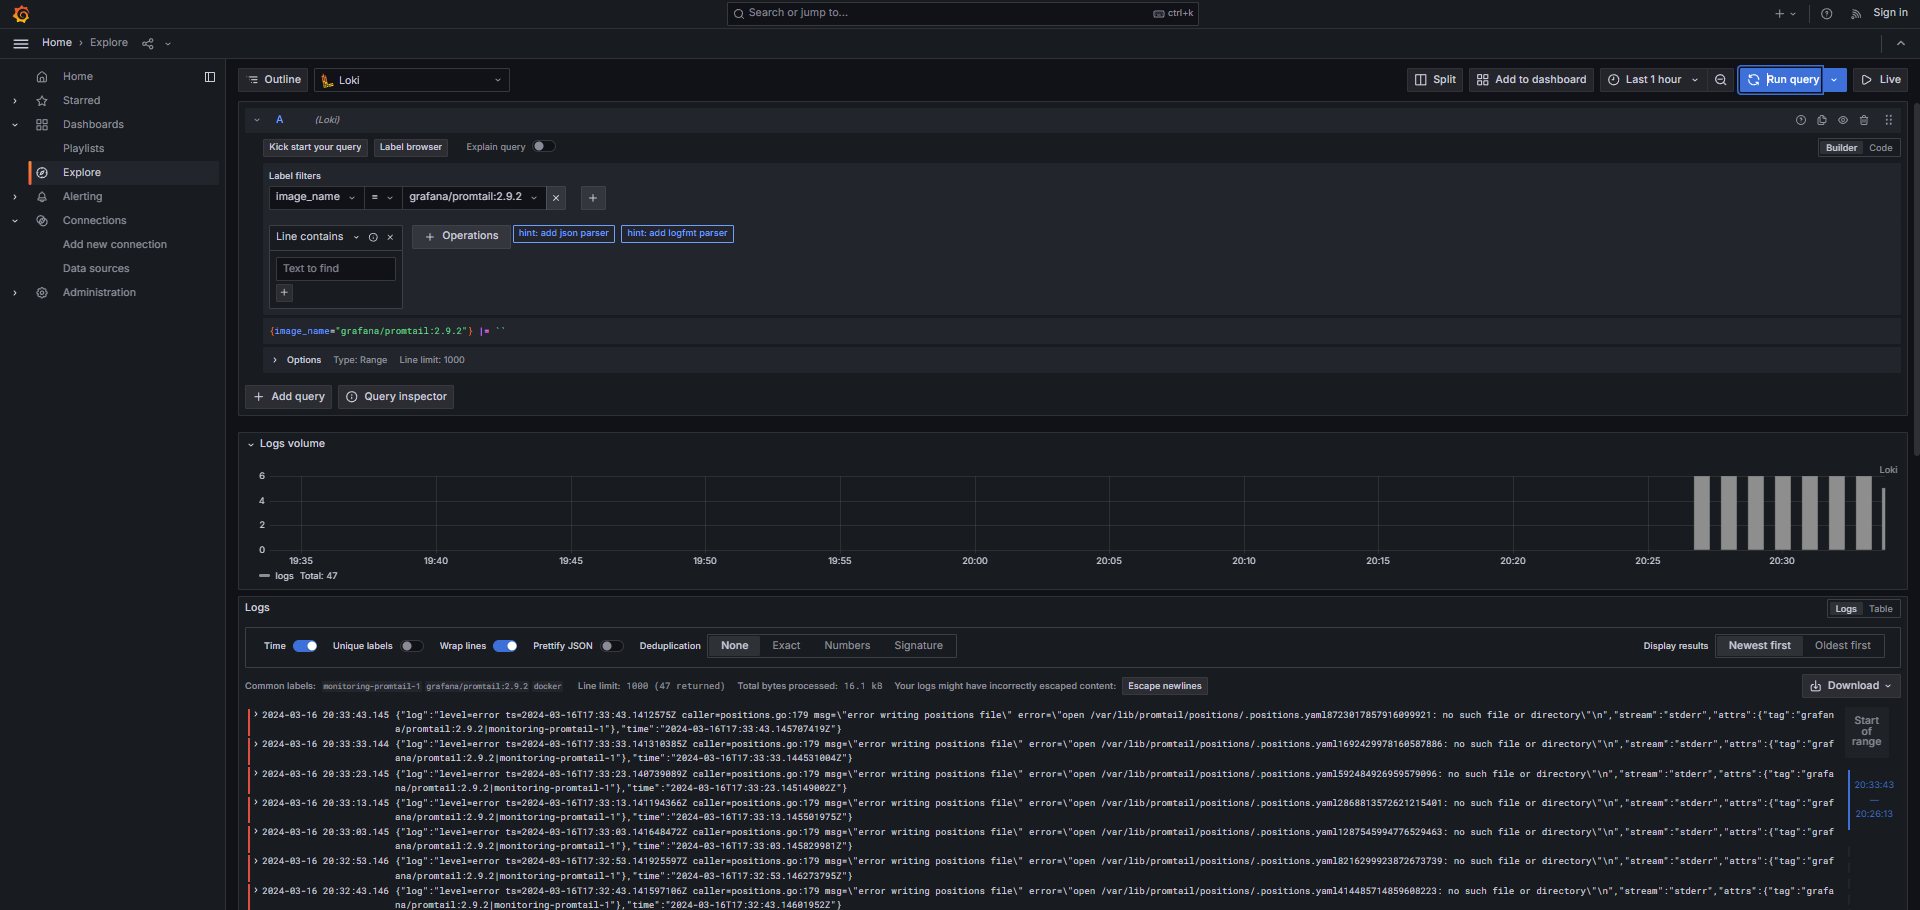 Search or jump to...
ctrl+k
Sign in
Home › Explore
Home
Starred
Dashboards
Playlists
Explore
Alerting
Connections
Add new connection
Data sources
Administration
Outline
Loki
Split
Add to dashboard
Last 1 hour
Run query
Live
A (Loki)
Kick start your query
Label browser
Explain query
Builder
Code
Label filters
image_name
=
grafana/promtail:2.9.2
Line contains
Operations
hint: add json parser
hint: add logfmt parser
Text to find
{image_name="grafana/promtail:2.9.2"} |= ``
Options Type: Range Line limit: 1000
Add query
Query inspector
Logs volume
Loki
6
4
2
0
19:35 19:40 19:45 19:50 19:55 20:00 20:05 20:10 20:15 20:20 20:25 20:30
logs Total: 47
Logs
Logs
Table
Time
Unique labels
Wrap lines
Prettify JSON
Deduplication
None
Exact
Numbers
Signature
Display results
Newest first
Oldest first
Common labels: monitoring-promtail-1 grafana/promtail:2.9.2 docker Line limit: 1000 (47 returned) Total bytes processed: 16.1 kB Your logs might have incorrectly escaped content: Escape newlines
Download
2024-03-16 20:33:43.145 {"log":"level=error ts=2024-03-16T17:33:43.1412575Z caller=positions.go:179 msg=\"error writing positions file\" error=\"open /var/lib/promtail/positions/.positions.yaml8723017857916099921: no such file or directory\"\n","stream":"stderr","attrs":{"tag":"grafan
a/promtail:2.9.2|monitoring-promtail-1"},"time":"2024-03-16T17:33:43.145707419Z"}
2024-03-16 20:33:33.144 {"log":"level=error ts=2024-03-16T17:33:33.141310385Z caller=positions.go:179 msg=\"error writing positions file\" error=\"open /var/lib/promtail/positions/.positions.yaml1692429978160587886: no such file or directory\"\n","stream":"stderr","attrs":{"tag":"graf
ana/promtail:2.9.2|monitoring-promtail-1"},"time":"2024-03-16T17:33:33.144531004Z"}
2024-03-16 20:33:23.145 {"log":"level=error ts=2024-03-16T17:33:23.140739089Z caller=positions.go:179 msg=\"error writing positions file\" error=\"open /var/lib/promtail/positions/.positions.yaml592484926959579096: no such file or directory\"\n","stream":"stderr","attrs":{"tag":"grafa
na/promtail:2.9.2|monitoring-promtail-1"},"time":"2024-03-16T17:33:23.145149002Z"}
2024-03-16 20:33:13.145 {"log":"level=error ts=2024-03-16T17:33:13.141194366Z caller=positions.go:179 msg=\"error writing positions file\" error=\"open /var/lib/promtail/positions/.positions.yaml2868813572621215401: no such file or directory\"\n","stream":"stderr","attrs":{"tag":"graf
ana/promtail:2.9.2|monitoring-promtail-1"},"time":"2024-03-16T17:33:13.145501975Z"}
2024-03-16 20:33:03.145 {"log":"level=error ts=2024-03-16T17:33:03.141648472Z caller=positions.go:179 msg=\"error writing positions file\" error=\"open /var/lib/promtail/positions/.positions.yaml1287545994776529463: no such file or directory\"\n","stream":"stderr","attrs":{"tag":"graf
ana/promtail:2.9.2|monitoring-promtail-1"},"time":"2024-03-16T17:33:03.145829981Z"}
2024-03-16 20:32:53.146 {"log":"level=error ts=2024-03-16T17:32:53.141925597Z caller=positions.go:179 msg=\"error writing positions file\" error=\"open /var/lib/promtail/positions/.positions.yaml8216299923872673739: no such file or directory\"\n","stream":"stderr","attrs":{"tag":"graf
ana/promtail:2.9.2|monitoring-promtail-1"},"time":"2024-03-16T17:32:53.146273795Z"}
2024-03-16 20:32:43.146 {"log":"level=error ts=2024-03-16T17:32:43.141597106Z caller=positions.go:179 msg=\"error writing positions file\" error=\"open /var/lib/promtail/positions/.positions.yaml414485714859608223: no such file or directory\"\n","stream":"stderr","attrs":{"tag":"grafa
na/promtail:2.9.2|monitoring-promtail-1"},"time":"2024-03-16T17:32:43.14601952Z"}
Start
of
range
20:33:43
—
20:26:13